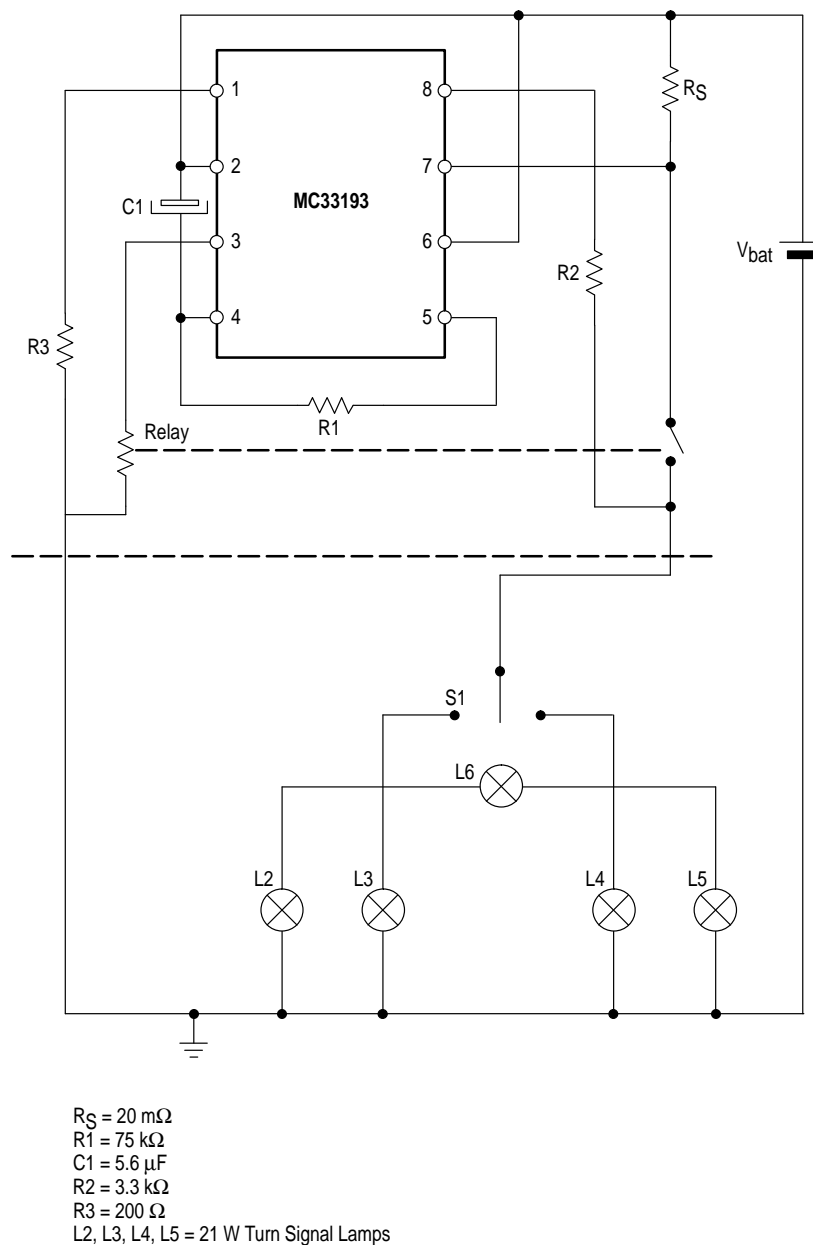 RS
1
8
2
7
MC33193
C1
3
6
Vbat
R2
4
5
R3
R1
Relay
S1
L6
L2
L3
L4
L5
RS = 20 mΩ
R1 = 75 kΩ
C1 = 5.6 μF
R2 = 3.3 kΩ
R3 = 200 Ω
L2, L3, L4, L5 = 21 W Turn Signal Lamps